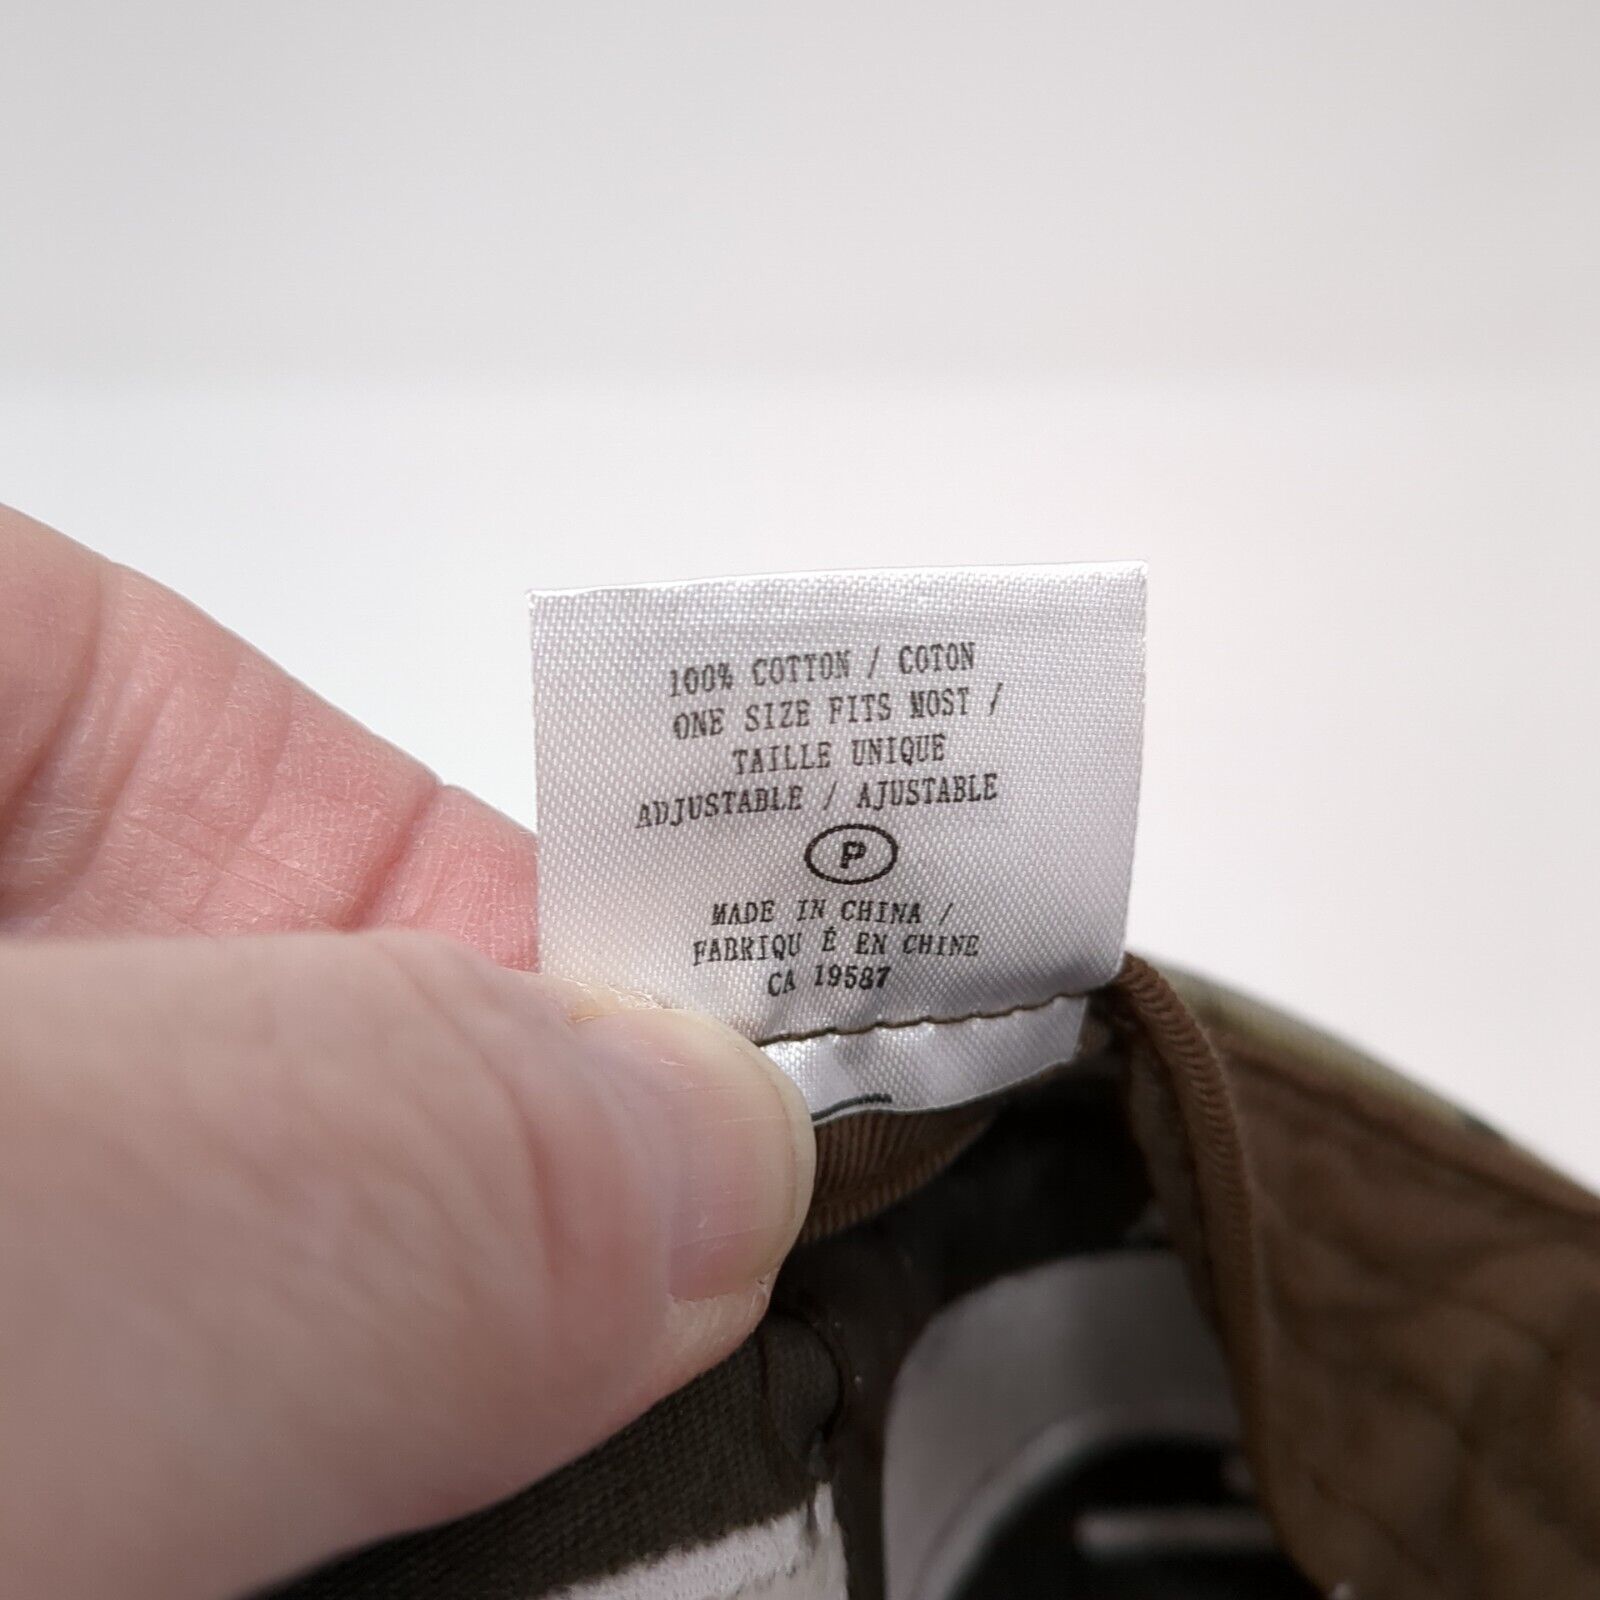 100% COTTON / COTON
ONE SIZE FITS MOST /
TAILLE UNIQUE
ADJUSTABLE / AJUSTABLE
P
MADE IN CHINA /
FABRIQU É EN CHINE
CA 19587